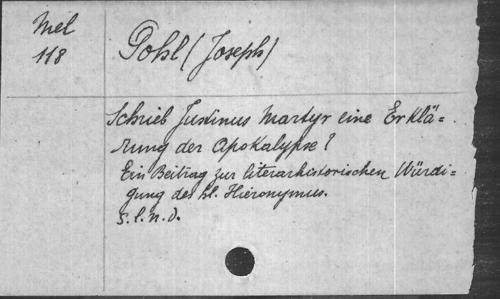 Mel
118
Pohl (Joseph)
Schrieb Justinus Martyr eine Erklä=
rung der Apokalypse?
Ein Beitrag zur literarhistorischen Würdi=
gung des hl. Hieronymus.
S. l. n. d.